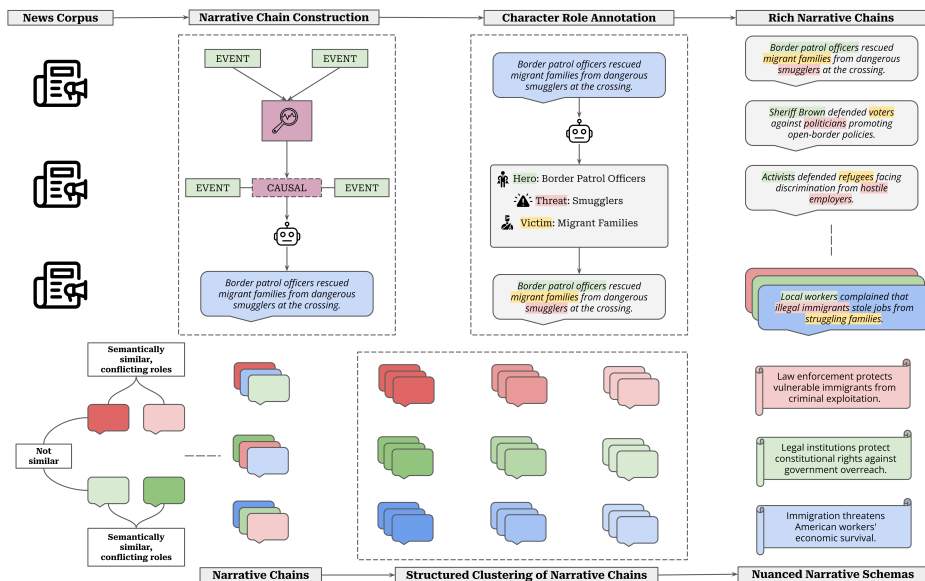 News Corpus
Narrative Chain Construction
Character Role Annotation
Rich Narrative Chains
EVENT
EVENT
EVENT
CAUSAL
EVENT
Border patrol officers rescued
migrant families from dangerous
smugglers at the crossing.
Border patrol officers rescued
migrant families from dangerous
smugglers at the crossing.
Hero: Border Patrol Officers
Threat: Smugglers
Victim: Migrant Families
Border patrol officers rescued
migrant families from dangerous
smugglers at the crossing.
Border patrol officers rescued
migrant families from dangerous
smugglers at the crossing.
Sheriff Brown defended voters
against politicians promoting
open-border policies.
Activists defended refugees facing
discrimination from hostile
employers.
Local workers complained that
illegal immigrants stole jobs from
struggling families.
Semantically
similar,
conflicting roles
Not
similar
Semantically
similar,
conflicting roles
Law enforcement protects
vulnerable immigrants from
criminal exploitation.
Legal institutions protect
constitutional rights against
government overreach.
Immigration threatens
American workers'
economic survival.
Narrative Chains
Structured Clustering of Narrative Chains
Nuanced Narrative Schemas